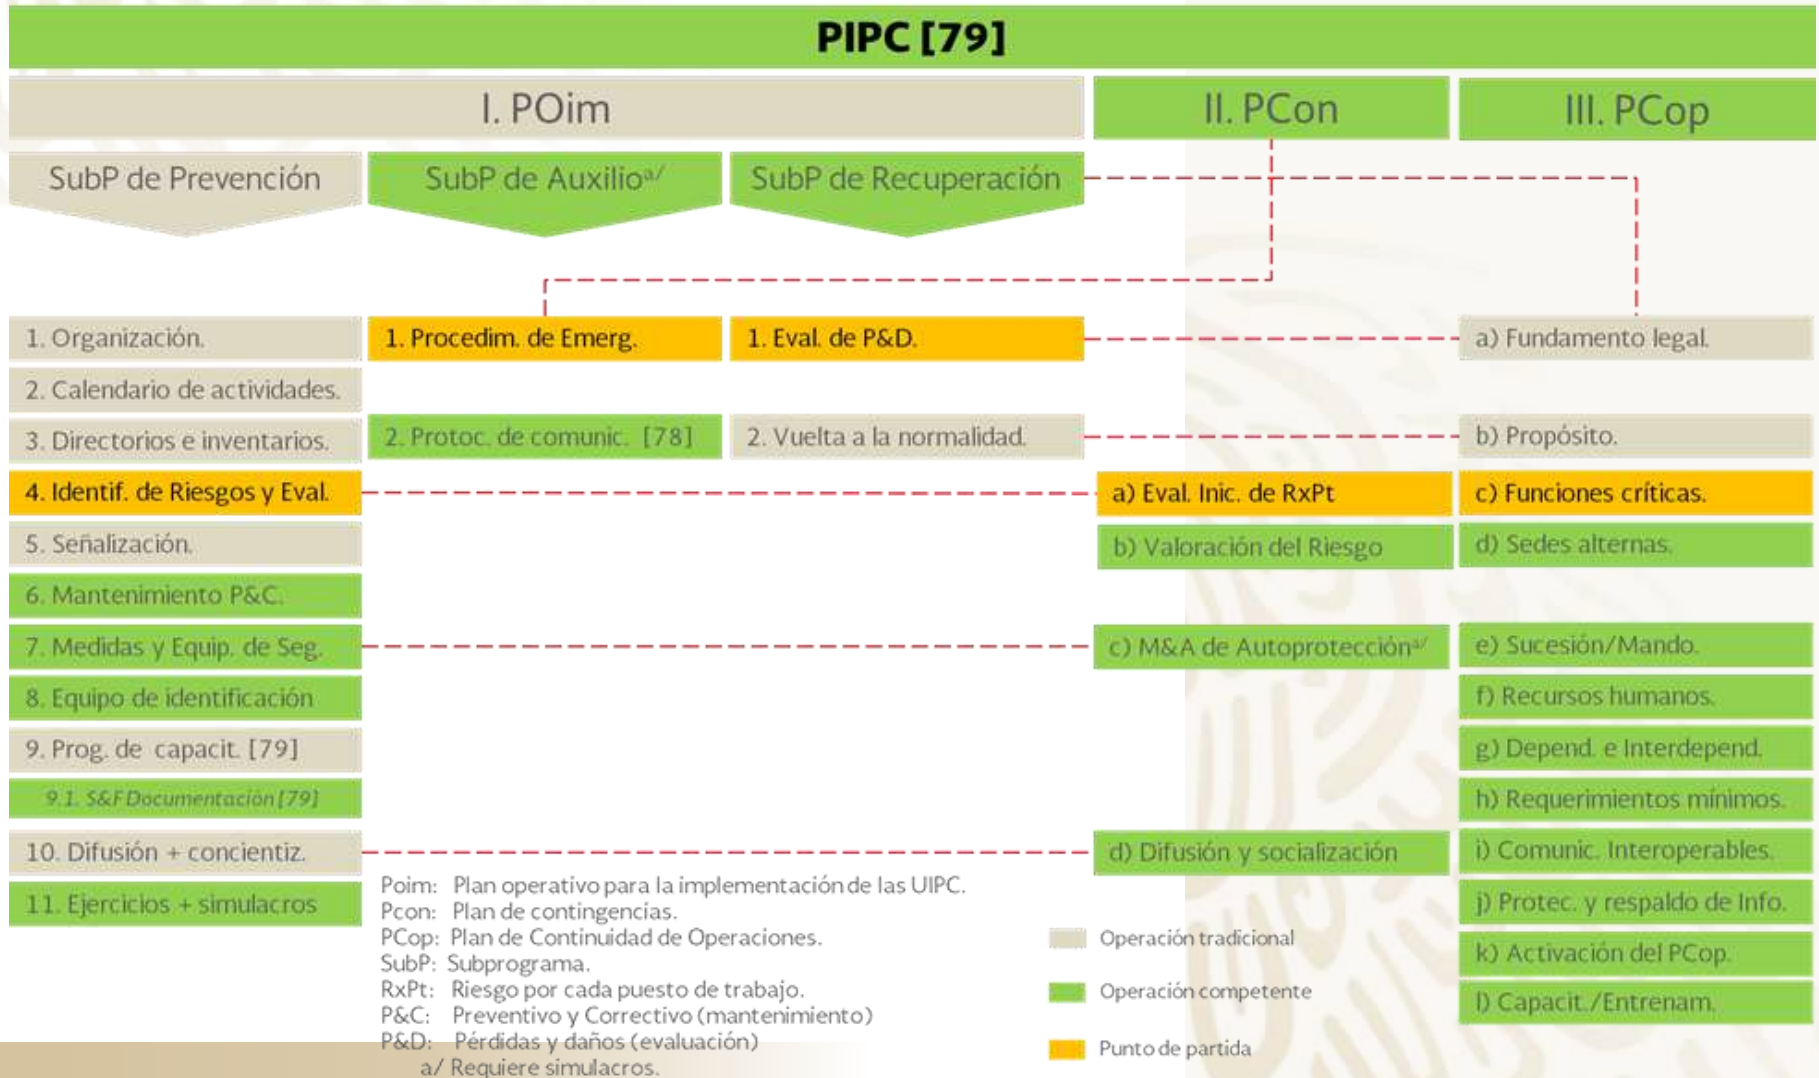 PIPC [79]
I. POim
II. PCon
III. PCop
SubP de Prevención
SubP de Auxilioᵃ/
SubP de Recuperación
1. Organización.
2. Calendario de actividades.
3. Directorios e inventarios.
4. Identif. de Riesgos y Eval.
5. Señalización.
6. Mantenimiento P&C.
7. Medidas y Equip. de Seg.
8. Equipo de identificación
9. Prog. de capacit. [79]
9.1. S&F Documentación [79]
10. Difusión + concientiz.
11. Ejercicios + simulacros
1. Procedim. de Emerg.
2. Protoc. de comunic. [78]
1. Eval. de P&D.
2. Vuelta a la normalidad.
a) Eval. Inic. de RxPt
b) Valoración del Riesgo
c) M&A de Autoprotecciónᵃ/
d) Difusión y socialización
a) Fundamento legal.
b) Propósito.
c) Funciones críticas.
d) Sedes alternas.
e) Sucesión/Mando.
f) Recursos humanos.
g) Depend. e Interdepend.
h) Requerimientos mínimos.
i) Comunic. Interoperables.
j) Protec. y respaldo de Info.
k) Activación del PCop.
l) Capacit./Entrenam.
Poim: Plan operativo para la implementación de las UIPC.
Pcon: Plan de contingencias.
PCop: Plan de Continuidad de Operaciones.
SubP: Subprograma.
RxPt: Riesgo por cada puesto de trabajo.
P&C: Preventivo y Correctivo (mantenimiento)
P&D: Pérdidas y daños (evaluación)
a/ Requiere simulacros.
Operación tradicional
Operación competente
Punto de partida